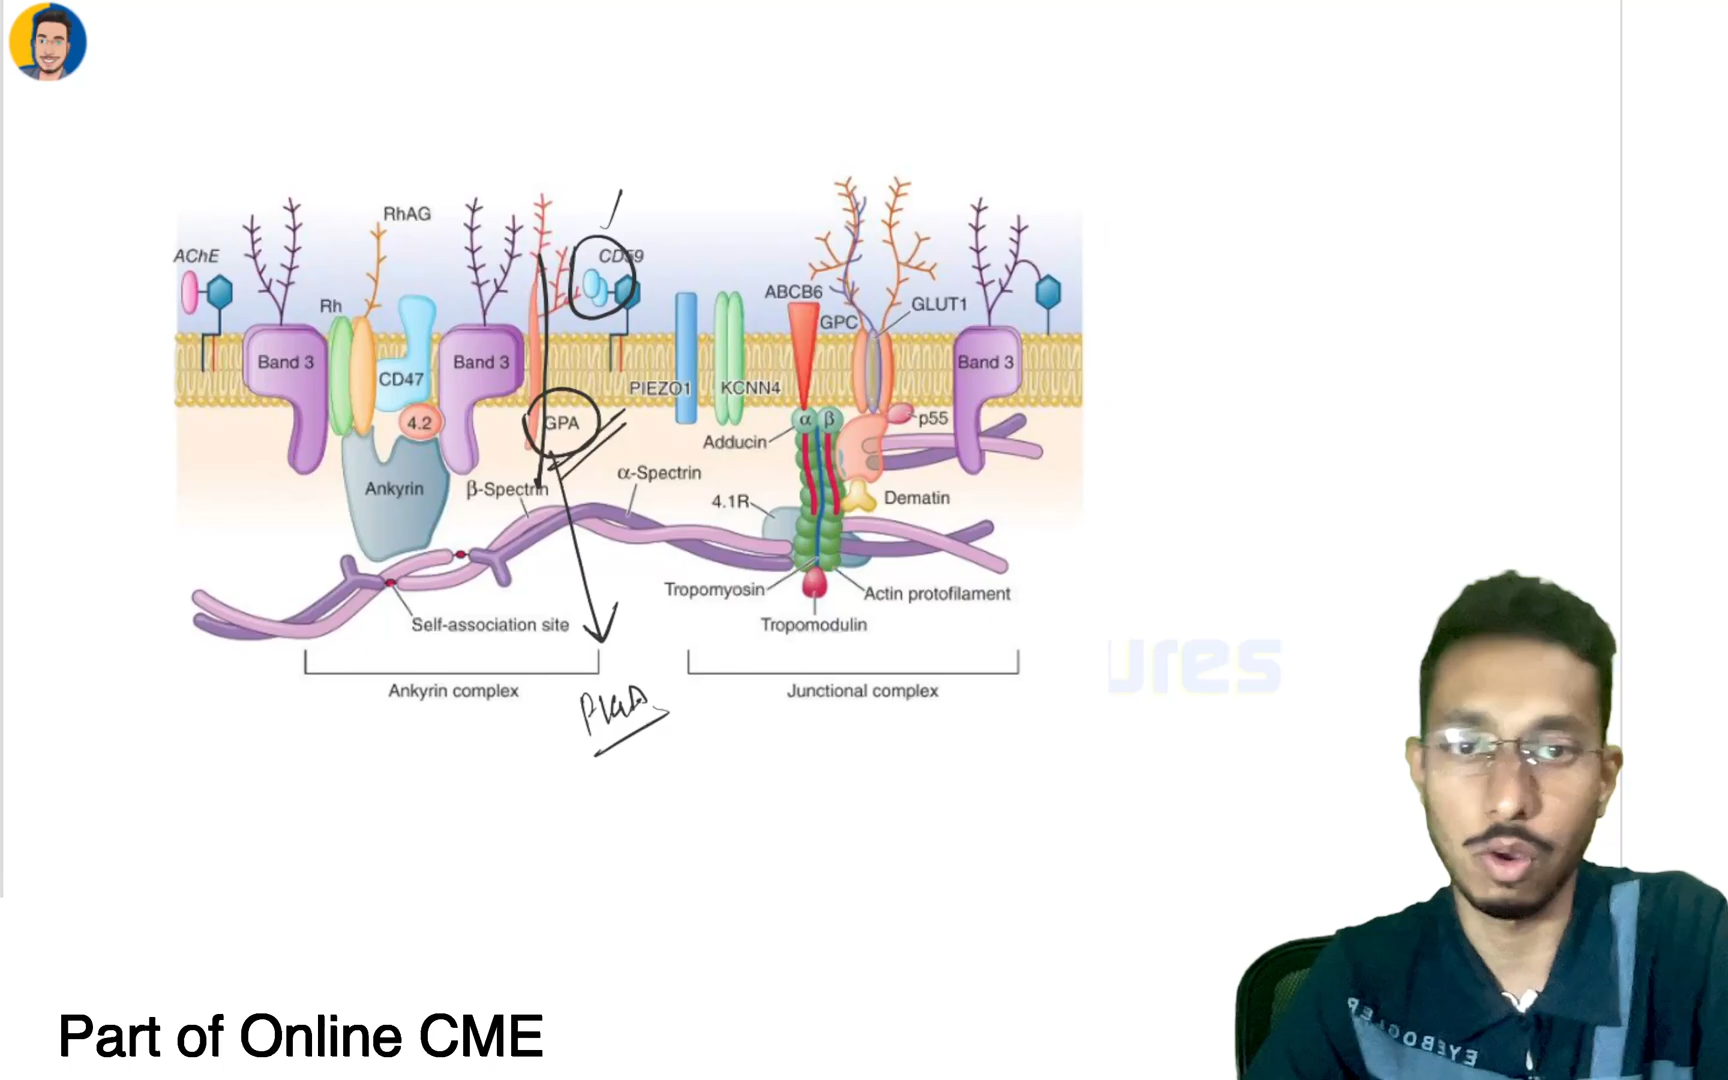 RhAG
AChE
CD59
Rh
ABCB6
GLUT1
GPC
Band 3
Band 3
Band 3
CD47
PIEZO1
KCNN4
4.2
GPA
α
β
p55
Adducin
Ankyrin
β-Spectrin
α-Spectrin
4.1R
Dematin
Tropomyosin
Actin protofilament
Self-association site
Tropomodulin
Ankyrin complex
Junctional complex
ures
EYEBOGLER
Part of Online CME